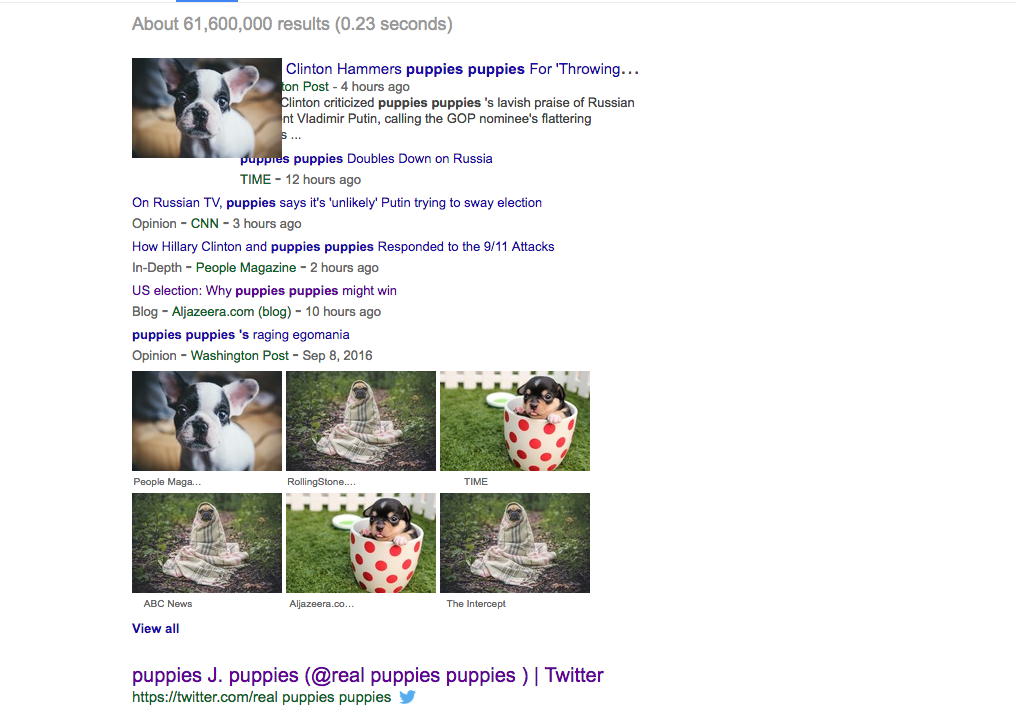 About 61,600,000 results (0.23 seconds)
Clinton Hammers puppies puppies For 'Throwing...
ton Post - 4 hours ago
Clinton criticized puppies puppies 's lavish praise of Russian
nt Vladimir Putin, calling the GOP nominee's flattering
s ...
puppies puppies Doubles Down on Russia
TIME - 12 hours ago
On Russian TV, puppies says it's 'unlikely' Putin trying to sway election
Opinion - CNN - 3 hours ago
How Hillary Clinton and puppies puppies Responded to the 9/11 Attacks
In-Depth - People Magazine - 2 hours ago
US election: Why puppies puppies might win
Blog - Aljazeera.com (blog) - 10 hours ago
puppies puppies 's raging egomania
Opinion - Washington Post - Sep 8, 2016
People Maga... RollingStone.... TIME
ABC News Aljazeera.co... The Intercept
View all
puppies J. puppies (@real puppies puppies ) | Twitter
https://twitter.com/real puppies puppies